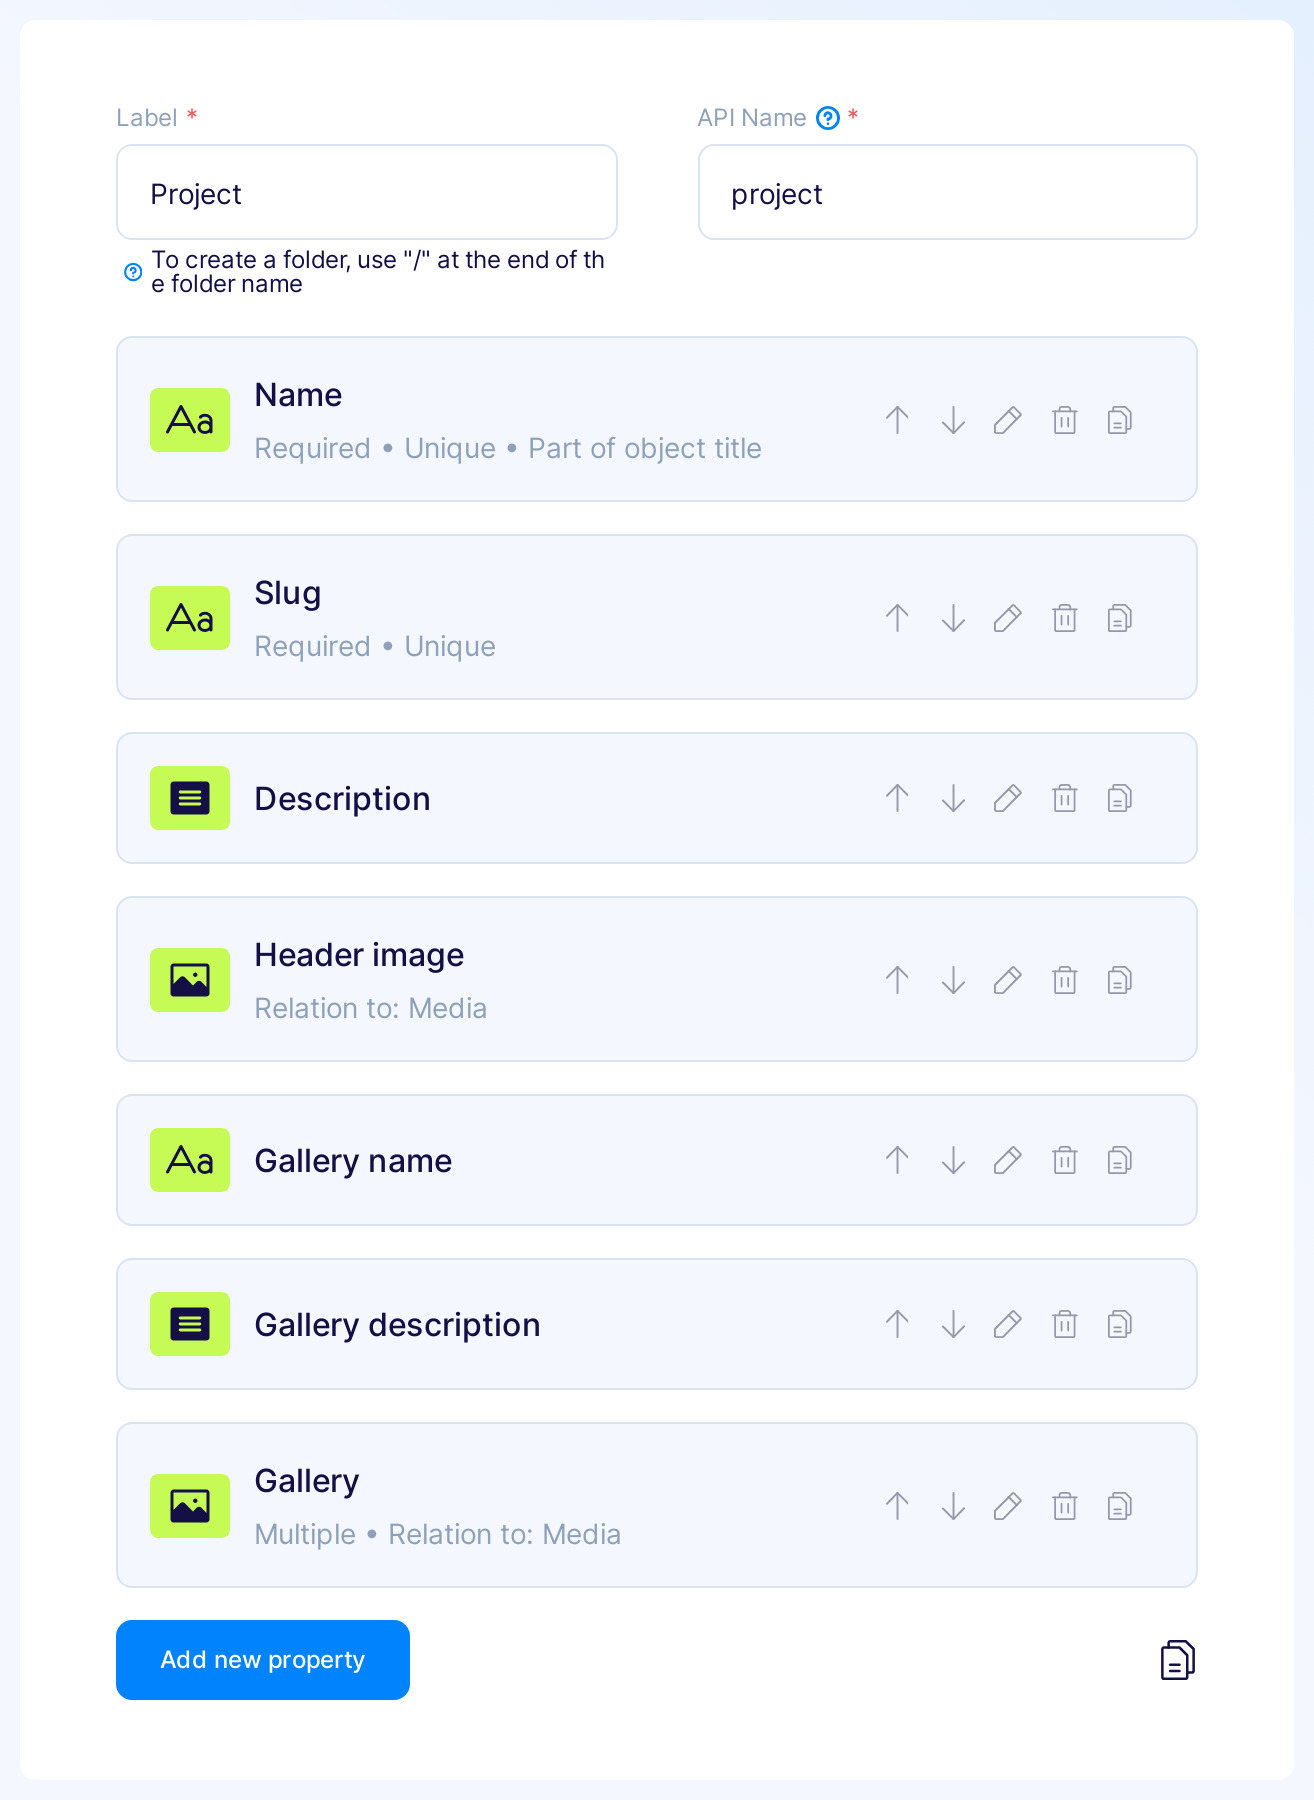 Label *
API Name *
Project
project
To create a folder, use "/" at the end of th
e folder name
Aa
Name
Required • Unique • Part of object title
Aa
Slug
Required • Unique
Description
Header image
Relation to: Media
Aa
Gallery name
Gallery description
Gallery
Multiple • Relation to: Media
Add new property